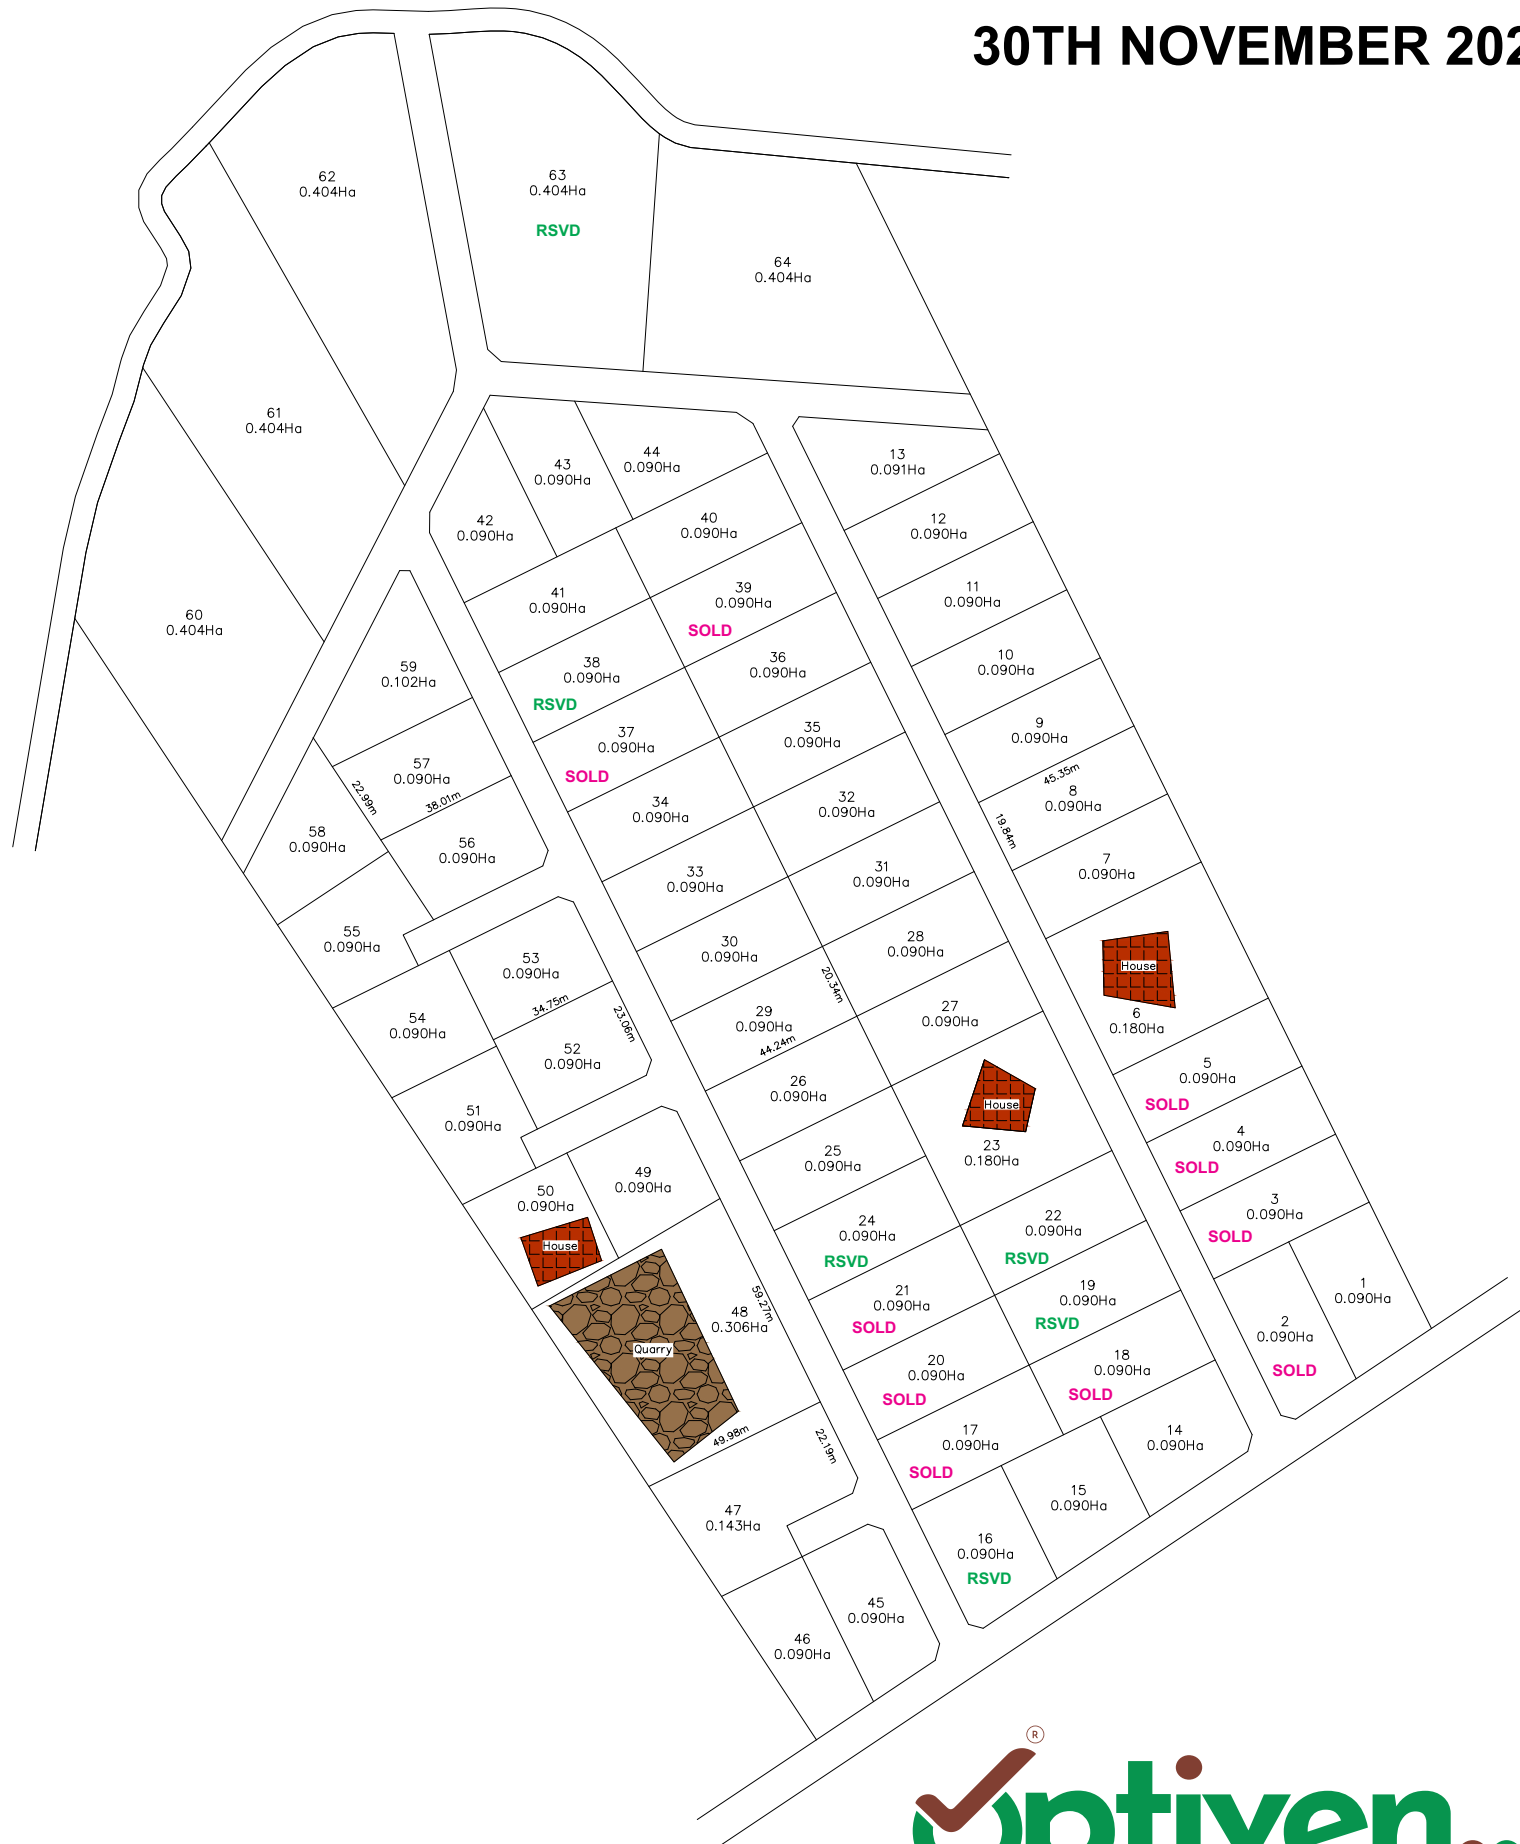 30TH NOVEMBER 202
62
0.404Ha
63
0.404Ha
RSVD
64
0.404Ha
61
0.404Ha
60
0.404Ha
44
0.090Ha
43
0.090Ha
42
0.090Ha
13
0.091Ha
40
0.090Ha
12
0.090Ha
41
0.090Ha
39
0.090Ha
SOLD
11
0.090Ha
38
0.090Ha
RSVD
36
0.090Ha
10
0.090Ha
59
0.102Ha
37
0.090Ha
SOLD
35
0.090Ha
9
0.090Ha
45.35m
57
0.090Ha
22.99m
38.01m
34
0.090Ha
32
0.090Ha
8
0.090Ha
19.84m
58
0.090Ha
56
0.090Ha
33
0.090Ha
31
0.090Ha
7
0.090Ha
55
0.090Ha
53
0.090Ha
34.75m
30
0.090Ha
28
0.090Ha
House
6
0.180Ha
20.34m
54
0.090Ha
52
0.090Ha
23.06m
29
0.090Ha
44.24m
27
0.090Ha
5
0.090Ha
SOLD
51
0.090Ha
26
0.090Ha
House
23
0.180Ha
4
0.090Ha
SOLD
50
0.090Ha
House
49
0.090Ha
25
0.090Ha
3
0.090Ha
SOLD
24
0.090Ha
RSVD
22
0.090Ha
RSVD
59.27m
48
0.306Ha
Quarry
21
0.090Ha
SOLD
19
0.090Ha
RSVD
1
0.090Ha
2
0.090Ha
SOLD
20
0.090Ha
SOLD
18
0.090Ha
SOLD
49.98m
22.19m
17
0.090Ha
SOLD
14
0.090Ha
47
0.143Ha
15
0.090Ha
16
0.090Ha
RSVD
45
0.090Ha
46
0.090Ha
®
Optiven